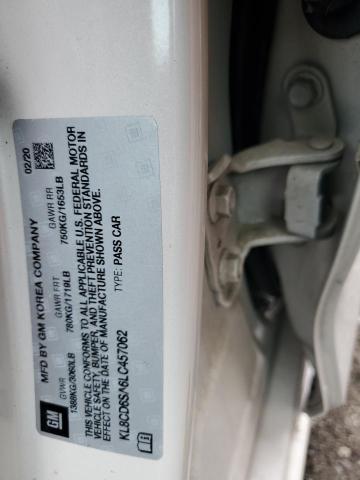 GM
MFD BY GM KOREA COMPANY
02/20
GVWR GAWR FRT GAWR RR
1388KG/3060LB 780KG/1719LB 750KG/1653LB
THIS VEHICLE CONFORMS TO ALL APPLICABLE U.S. FEDERAL MOTOR
VEHICLE SAFETY, BUMPER, AND THEFT PREVENTION STANDARDS IN
EFFECT ON THE DATE OF MANUFACTURE SHOWN ABOVE.
KL8CD6SA6LC457062 TYPE: PASS CAR